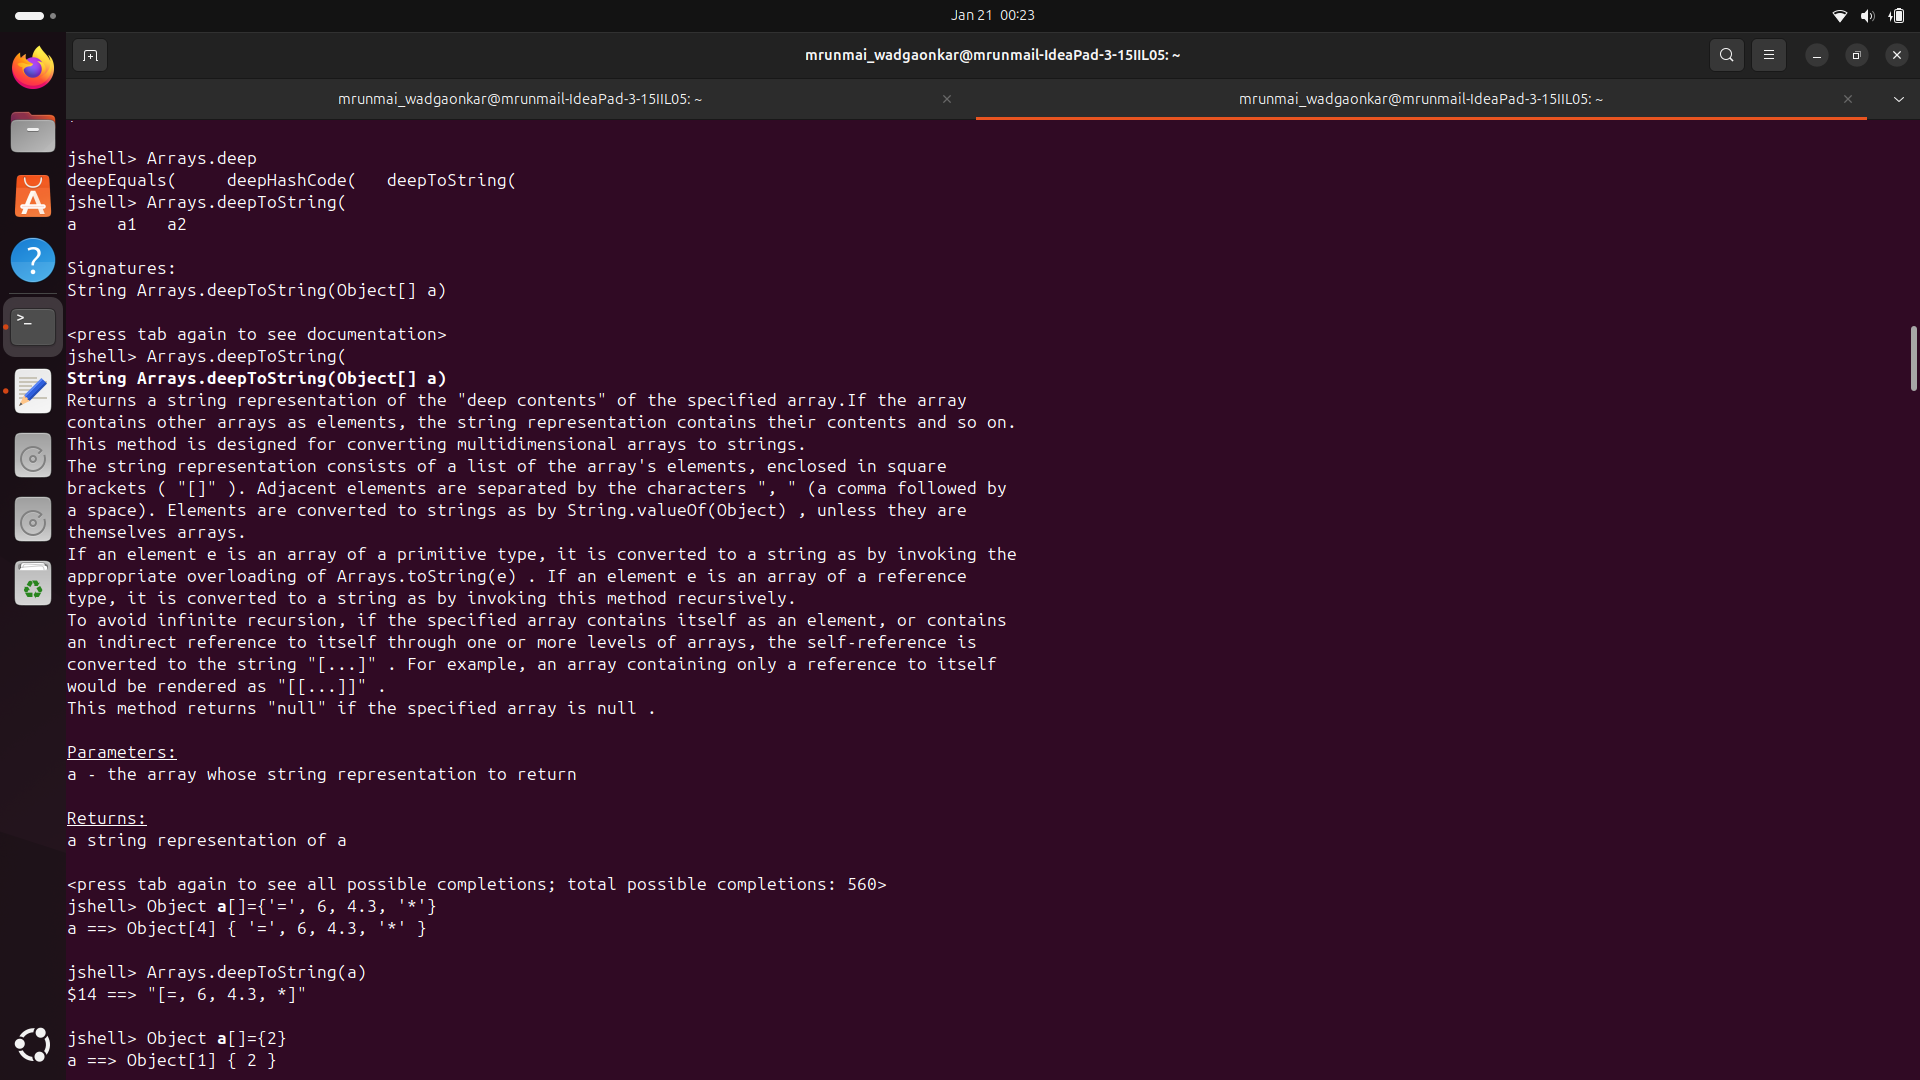 Jan 21 00:23
mrunmai_wadgaonkar@mrunmail-IdeaPad-3-15IIL05: ~
mrunmai_wadgaonkar@mrunmail-IdeaPad-3-15IIL05: ~
mrunmai_wadgaonkar@mrunmail-IdeaPad-3-15IIL05: ~
jshell> Arrays.deep
deepEquals(     deepHashCode(   deepToString(
jshell> Arrays.deepToString(
a    a1   a2
Signatures:
String Arrays.deepToString(Object[] a)
<press tab again to see documentation>
jshell> Arrays.deepToString(
String Arrays.deepToString(Object[] a)
Returns a string representation of the "deep contents" of the specified array.If the array
contains other arrays as elements, the string representation contains their contents and so on.
This method is designed for converting multidimensional arrays to strings.
The string representation consists of a list of the array's elements, enclosed in square
brackets ( "[]" ). Adjacent elements are separated by the characters ", " (a comma followed by
a space). Elements are converted to strings as by String.valueOf(Object) , unless they are
themselves arrays.
If an element e is an array of a primitive type, it is converted to a string as by invoking the
appropriate overloading of Arrays.toString(e) . If an element e is an array of a reference
type, it is converted to a string as by invoking this method recursively.
To avoid infinite recursion, if the specified array contains itself as an element, or contains
an indirect reference to itself through one or more levels of arrays, the self-reference is
converted to the string "[...]" . For example, an array containing only a reference to itself
would be rendered as "[[...]]" .
This method returns "null" if the specified array is null .
Parameters:
a - the array whose string representation to return
Returns:
a string representation of a
<press tab again to see all possible completions; total possible completions: 560>
jshell> Object a[]={'=', 6, 4.3, '*'}
a ==> Object[4] { '=', 6, 4.3, '*' }
jshell> Arrays.deepToString(a)
$14 ==> "[=, 6, 4.3, *]"
jshell> Object a[]={2}
a ==> Object[1] { 2 }